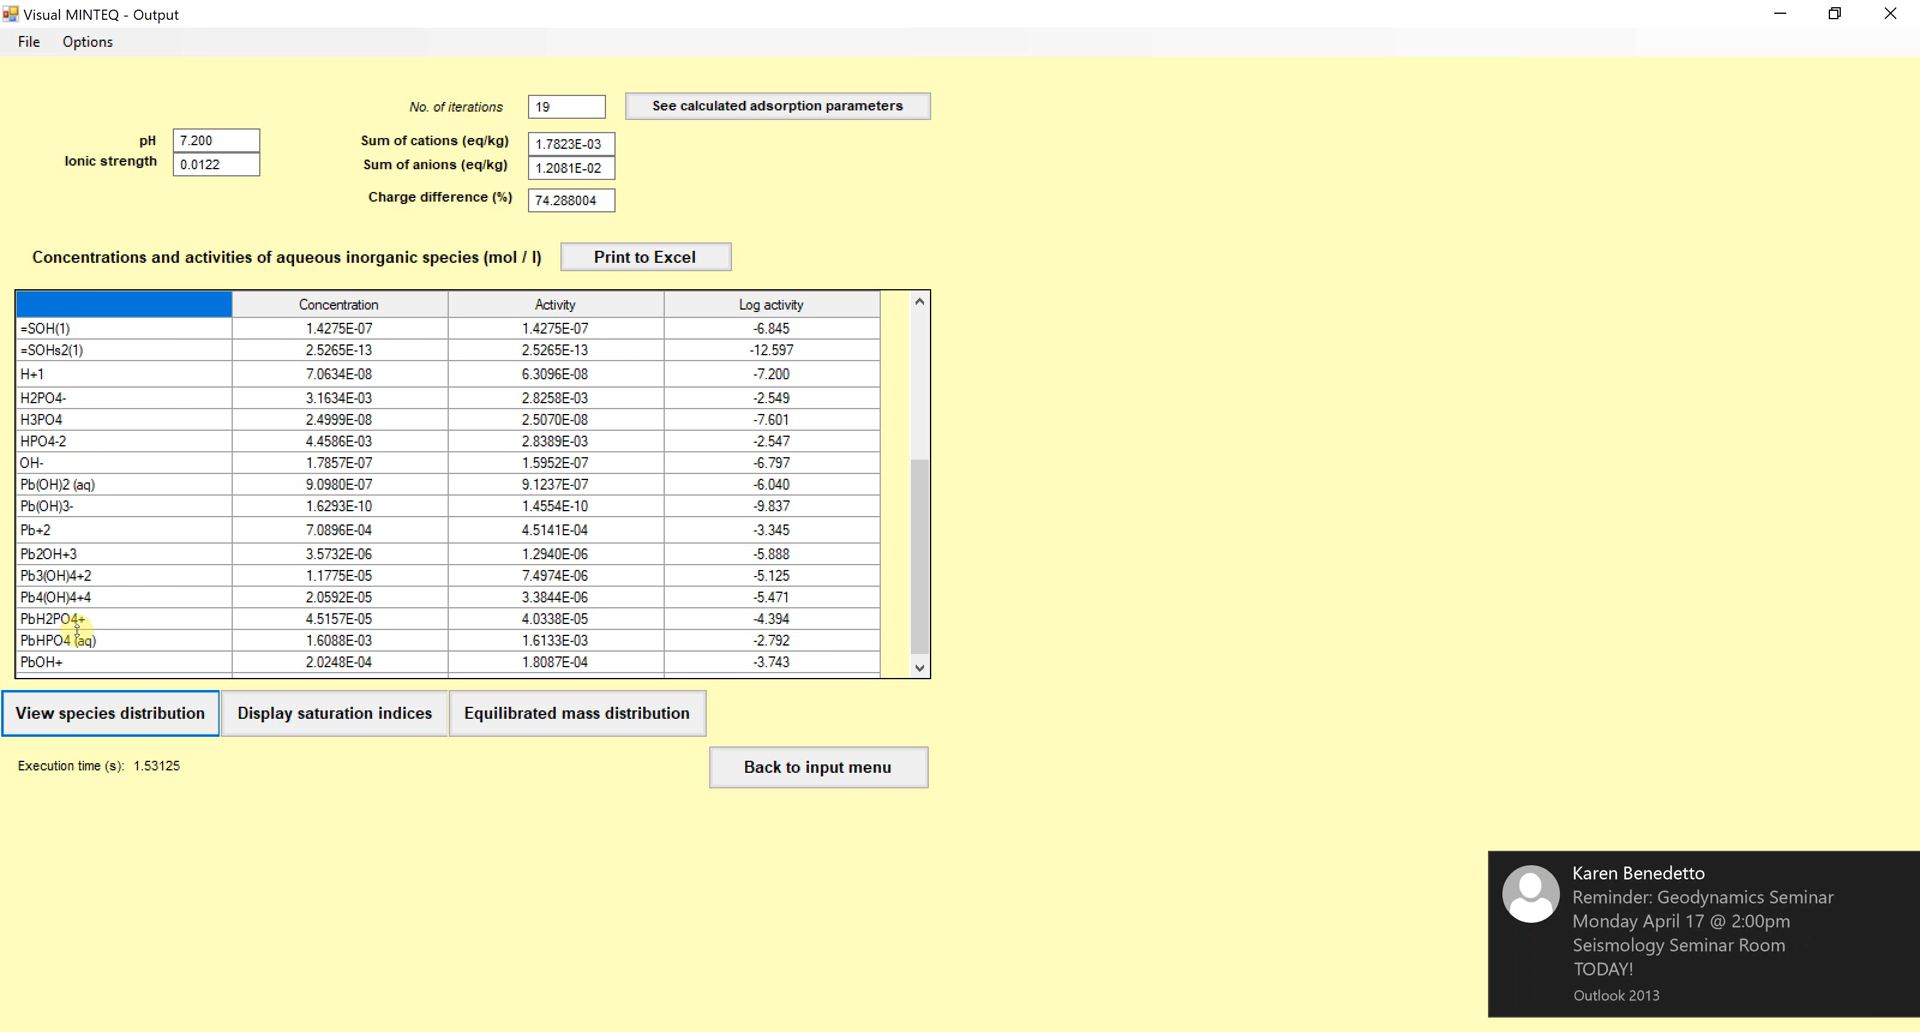 Visual MINTEQ - Output
File Options
No. of iterations 19 See calculated adsorption parameters
pH 7.200 Sum of cations (eq/kg) 1.7823E-03
Ionic strength 0.0122 Sum of anions (eq/kg) 1.2081E-02
Charge difference (%) 74.288004
Concentrations and activities of aqueous inorganic species (mol / l) Print to Excel
Concentration Activity Log activity
=SOH(1) 1.4275E-07 1.4275E-07 -6.845
=SOHs2(1) 2.5265E-13 2.5265E-13 -12.597
H+1 7.0634E-08 6.3096E-08 -7.200
H2PO4- 3.1634E-03 2.8258E-03 -2.549
H3PO4 2.4999E-08 2.5070E-08 -7.601
HPO4-2 4.4586E-03 2.8389E-03 -2.547
OH- 1.7857E-07 1.5952E-07 -6.797
Pb(OH)2 (aq) 9.0980E-07 9.1237E-07 -6.040
Pb(OH)3- 1.6293E-10 1.4554E-10 -9.837
Pb+2 7.0896E-04 4.5141E-04 -3.345
Pb2OH+3 3.5732E-06 1.2940E-06 -5.888
Pb3(OH)4+2 1.1775E-05 7.4974E-06 -5.125
Pb4(OH)4+4 2.0592E-05 3.3844E-06 -5.471
PbH2PO4+ 4.5157E-05 4.0338E-05 -4.394
PbHPO4 (aq) 1.6088E-03 1.6133E-03 -2.792
PbOH+ 2.0248E-04 1.8087E-04 -3.743
View species distribution Display saturation indices Equilibrated mass distribution
Execution time (s): 1.53125
Back to input menu
Karen Benedetto
Reminder: Geodynamics Seminar
Monday April 17 @ 2:00pm
Seismology Seminar Room
TODAY!
Outlook 2013